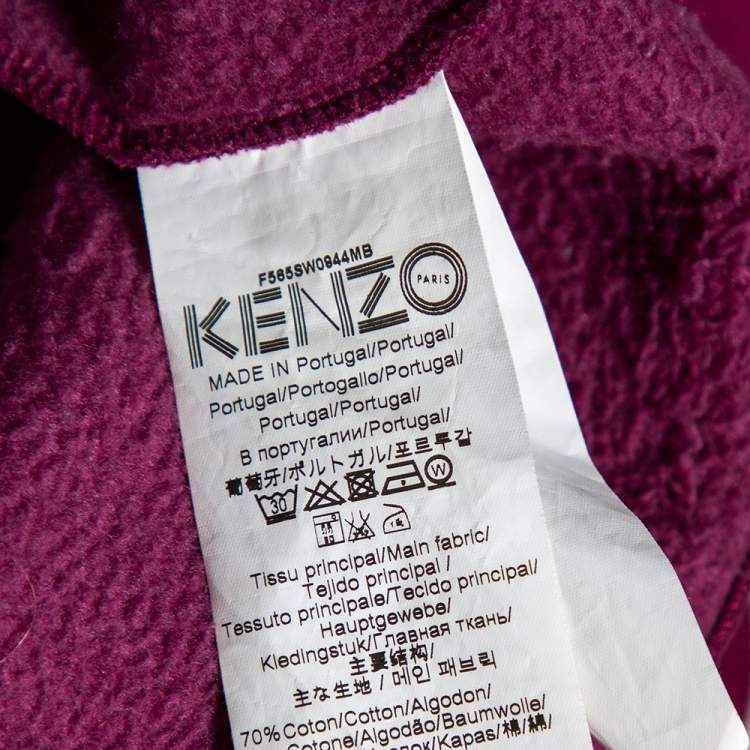 F565SW0944MB
KENZO
PARIS
MADE IN Portugal/Portugal/
Portugal/Portogallo/Portugal/
Portugal/Portugal/
В португалии/Portugal/
葡萄牙/ポルトガル/포르투갈
30 W
Tissu principal/Main fabric/
Tejido principal /
Tessuto principale/Tecido principal/
Hauptgewebe/
Kledingstuk/Главная ткань/
主要结构/
主な生地 / 메인 패브릭
70% Coton/Cotton/Algodon/
Cotone/Algodão/Baumwolle/
/Kapas/棉/綿/